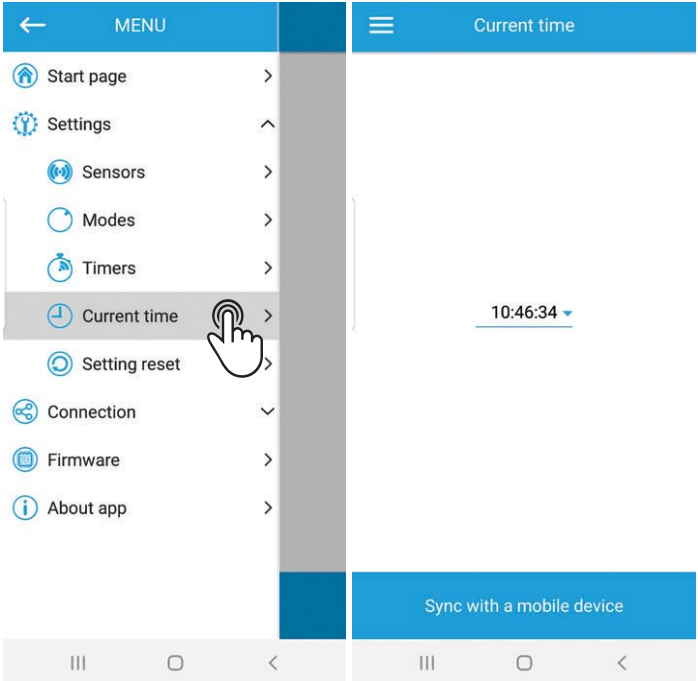 MENU
Start page
Settings
Sensors
Modes
Timers
Current time
Setting reset
Connection
Firmware
About app
Current time
10:46:34
Sync with a mobile device